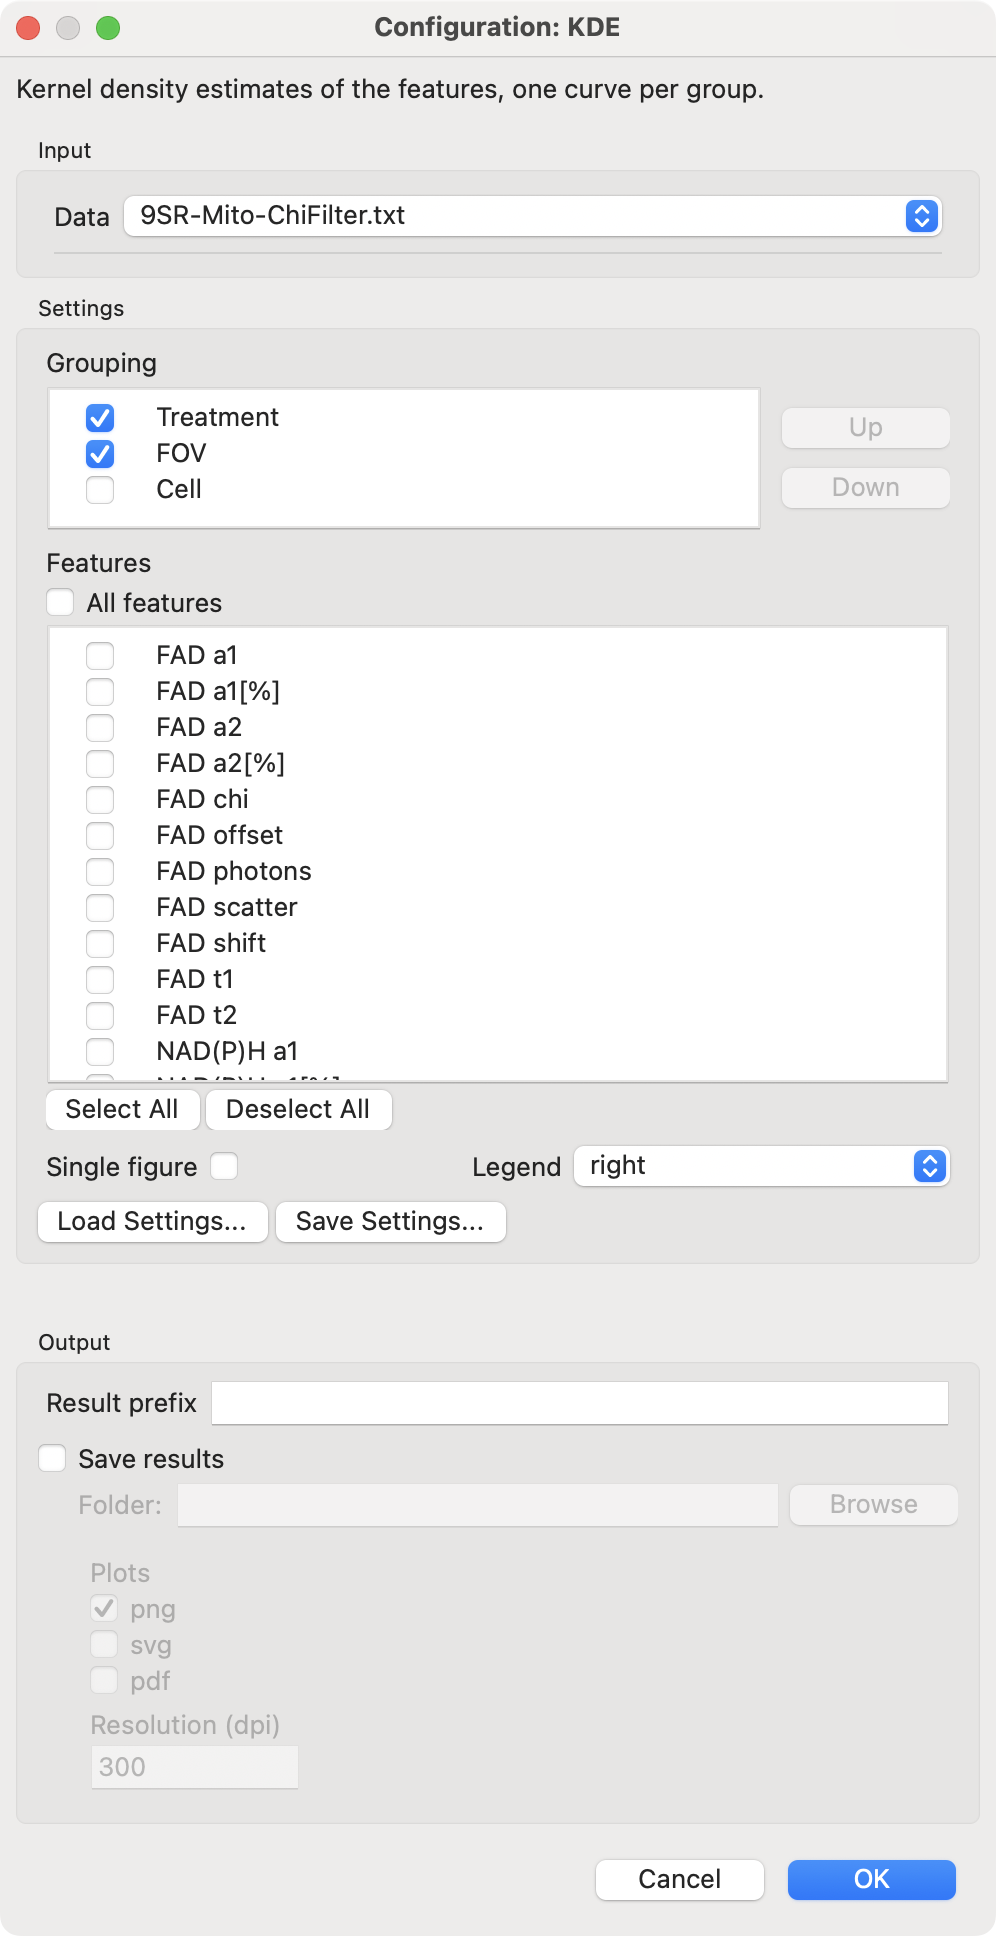 Configuration: KDE
Kernel density estimates of the features, one curve per group.
Input
Data 9SR-Mito-ChiFilter.txt
Settings
Grouping
Treatment
Up
FOV
Cell
Down
Features
All features
FAD a1
FAD a1[%]
FAD a2
FAD a2[%]
FAD chi
FAD offset
FAD photons
FAD scatter
FAD shift
FAD t1
FAD t2
NAD(P)H a1
Select All Deselect All
Single figure Legend right
Load Settings... Save Settings...
Output
Result prefix
Save results
Folder: Browse
Plots
png
svg
pdf
Resolution (dpi)
300
Cancel OK